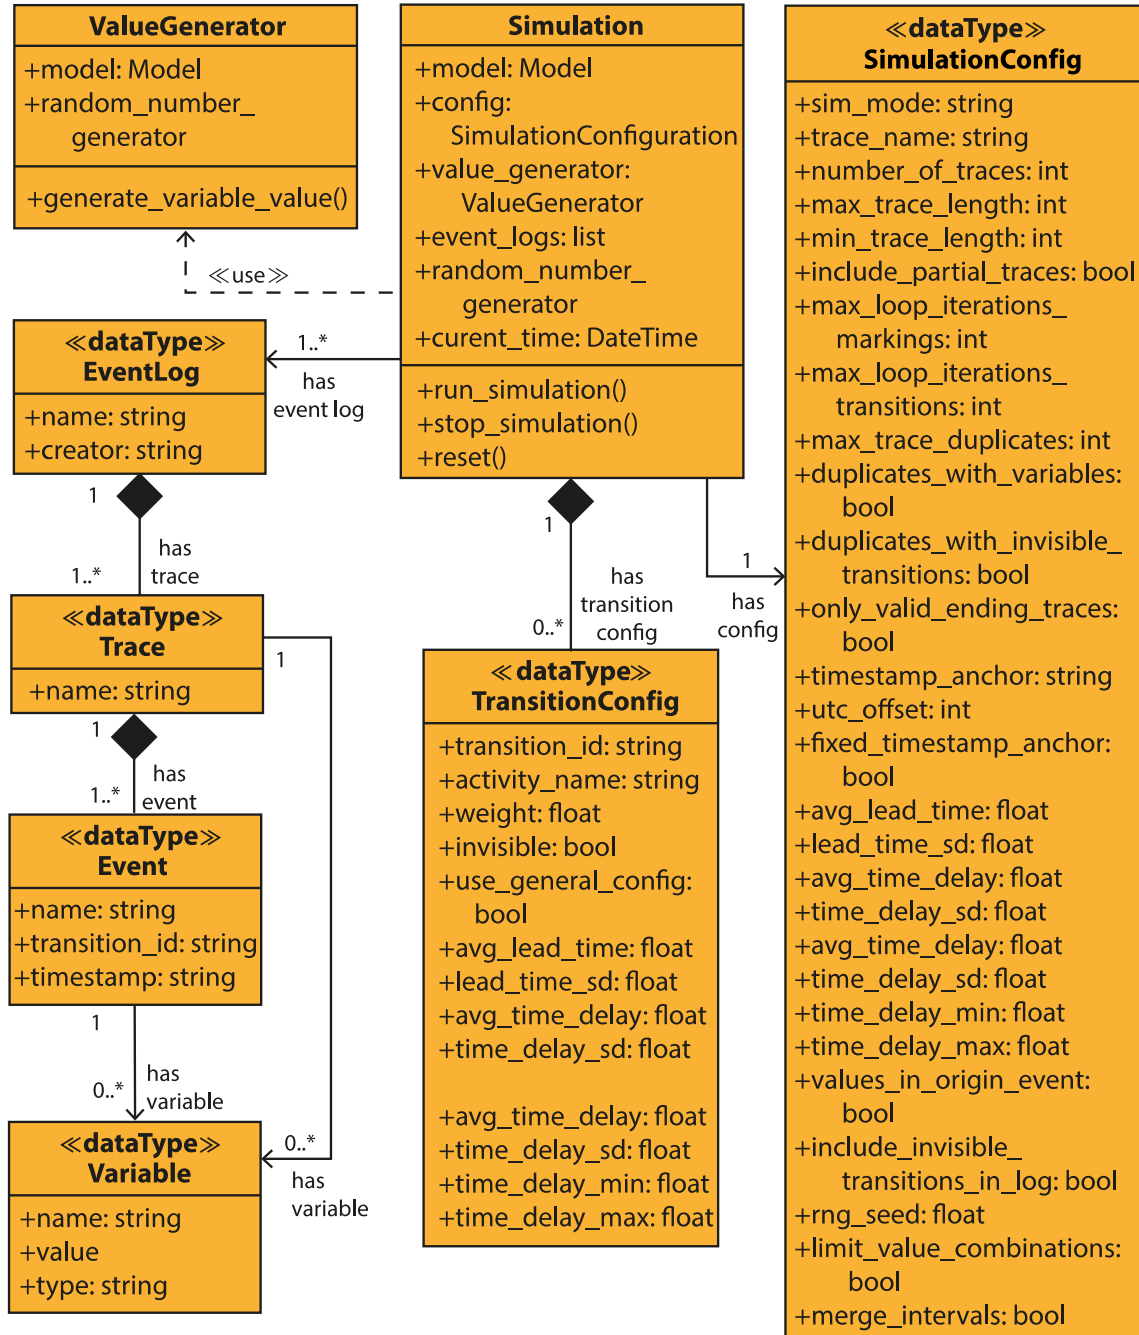 ValueGenerator
+model: Model
+random_number_
generator
+generate_variable_value()
≪use≫
Simulation
+model: Model
+config:
SimulationConfiguration
+value_generator:
ValueGenerator
+event_logs: list
+random_number_
generator
+curent_time: DateTime
+run_simulation()
+stop_simulation()
+reset()
1..*
has
event log
≪dataType≫
EventLog
+name: string
+creator: string
1
has
trace
1..*
≪dataType≫
Trace
+name: string
1
has
event
1..*
≪dataType≫
Event
+name: string
+transition_id: string
+timestamp: string
1
has
variable
0..*
1
0..*
has
variable
≪dataType≫
Variable
+name: string
+value
+type: string
1
has
transition
config
0..*
≪dataType≫
TransitionConfig
+transition_id: string
+activity_name: string
+weight: float
+invisible: bool
+use_general_config:
bool
+avg_lead_time: float
+lead_time_sd: float
+avg_time_delay: float
+time_delay_sd: float
+avg_time_delay: float
+time_delay_sd: float
+time_delay_min: float
+time_delay_max: float
1
has
config
≪dataType≫
SimulationConfig
+sim_mode: string
+trace_name: string
+number_of_traces: int
+max_trace_length: int
+min_trace_length: int
+include_partial_traces: bool
+max_loop_iterations_
markings: int
+max_loop_iterations_
transitions: int
+max_trace_duplicates: int
+duplicates_with_variables:
bool
+duplicates_with_invisible_
transitions: bool
+only_valid_ending_traces:
bool
+timestamp_anchor: string
+utc_offset: int
+fixed_timestamp_anchor:
bool
+avg_lead_time: float
+lead_time_sd: float
+avg_time_delay: float
+time_delay_sd: float
+avg_time_delay: float
+time_delay_sd: float
+time_delay_min: float
+time_delay_max: float
+values_in_origin_event:
bool
+include_invisible_
transitions_in_log: bool
+rng_seed: float
+limit_value_combinations:
bool
+merge_intervals: bool